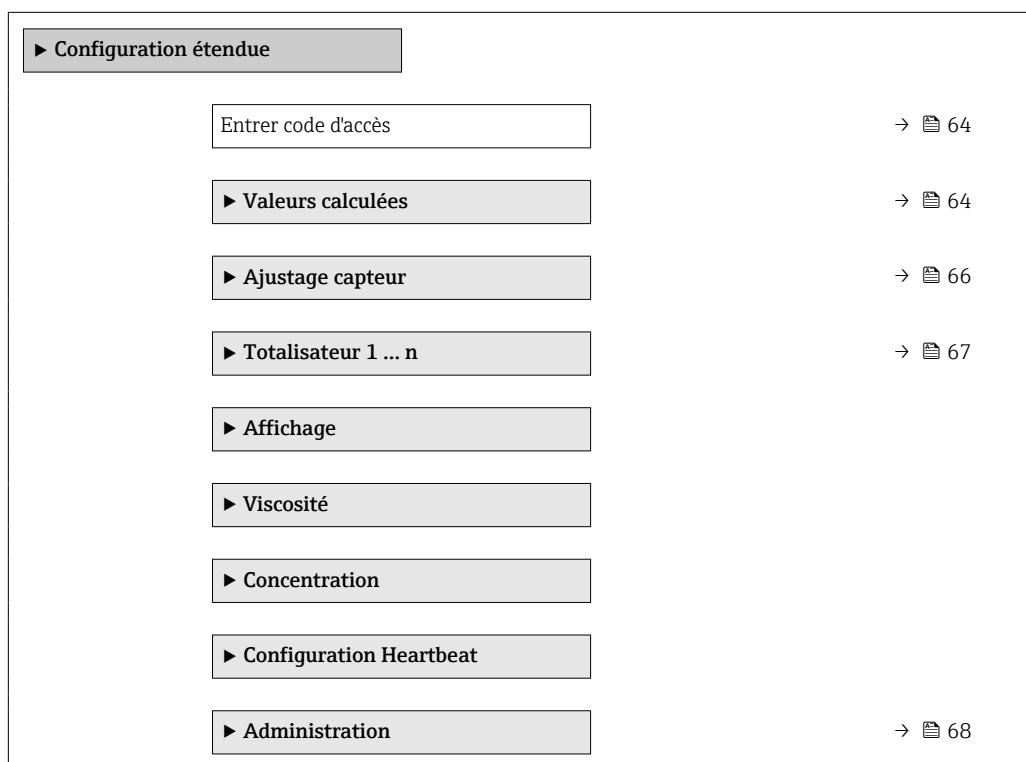 ► Configuration étendue
Entrer code d'accès → 64
► Valeurs calculées → 64
► Ajustage capteur → 66
► Totalisateur 1 ... n → 67
► Affichage
► Viscosité
► Concentration
► Configuration Heartbeat
► Administration → 68